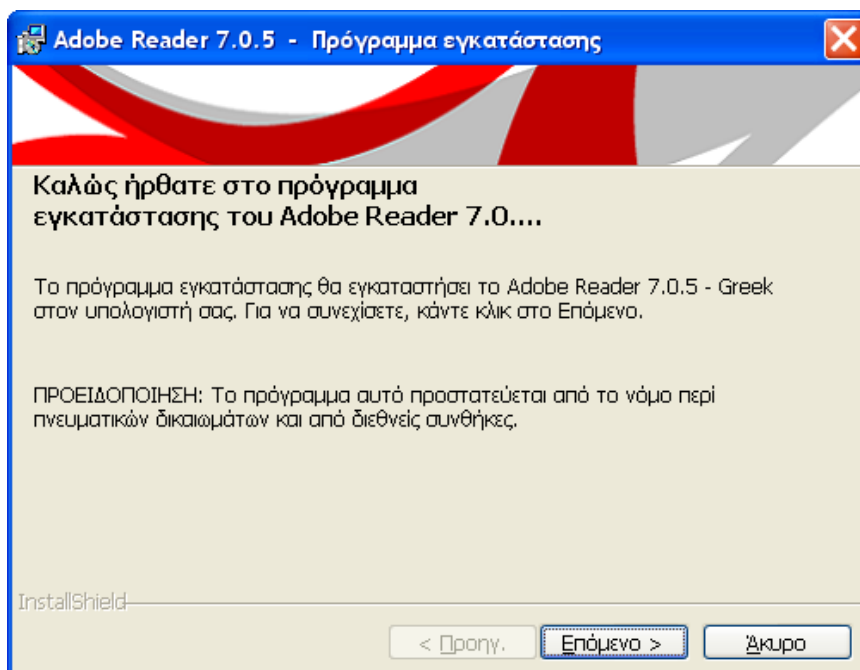 Adobe Reader 7.0.5 - Πρόγραμμα εγκατάστασης
Καλώς ήρθατε στο πρόγραμμα
εγκατάστασης του Adobe Reader 7.0....
Το πρόγραμμα εγκατάστασης θα εγκαταστήσει το Adobe Reader 7.0.5 - Greek
στον υπολογιστή σας. Για να συνεχίσετε, κάντε κλικ στο Επόμενο.
ΠΡΟΕΙΔΟΠΟΙΗΣΗ: Το πρόγραμμα αυτό προστατεύεται από το νόμο περί
πνευματικών δικαιωμάτων και από διεθνείς συνθήκες.
InstallShield
< Προηγ. Επόμενο > Άκυρο